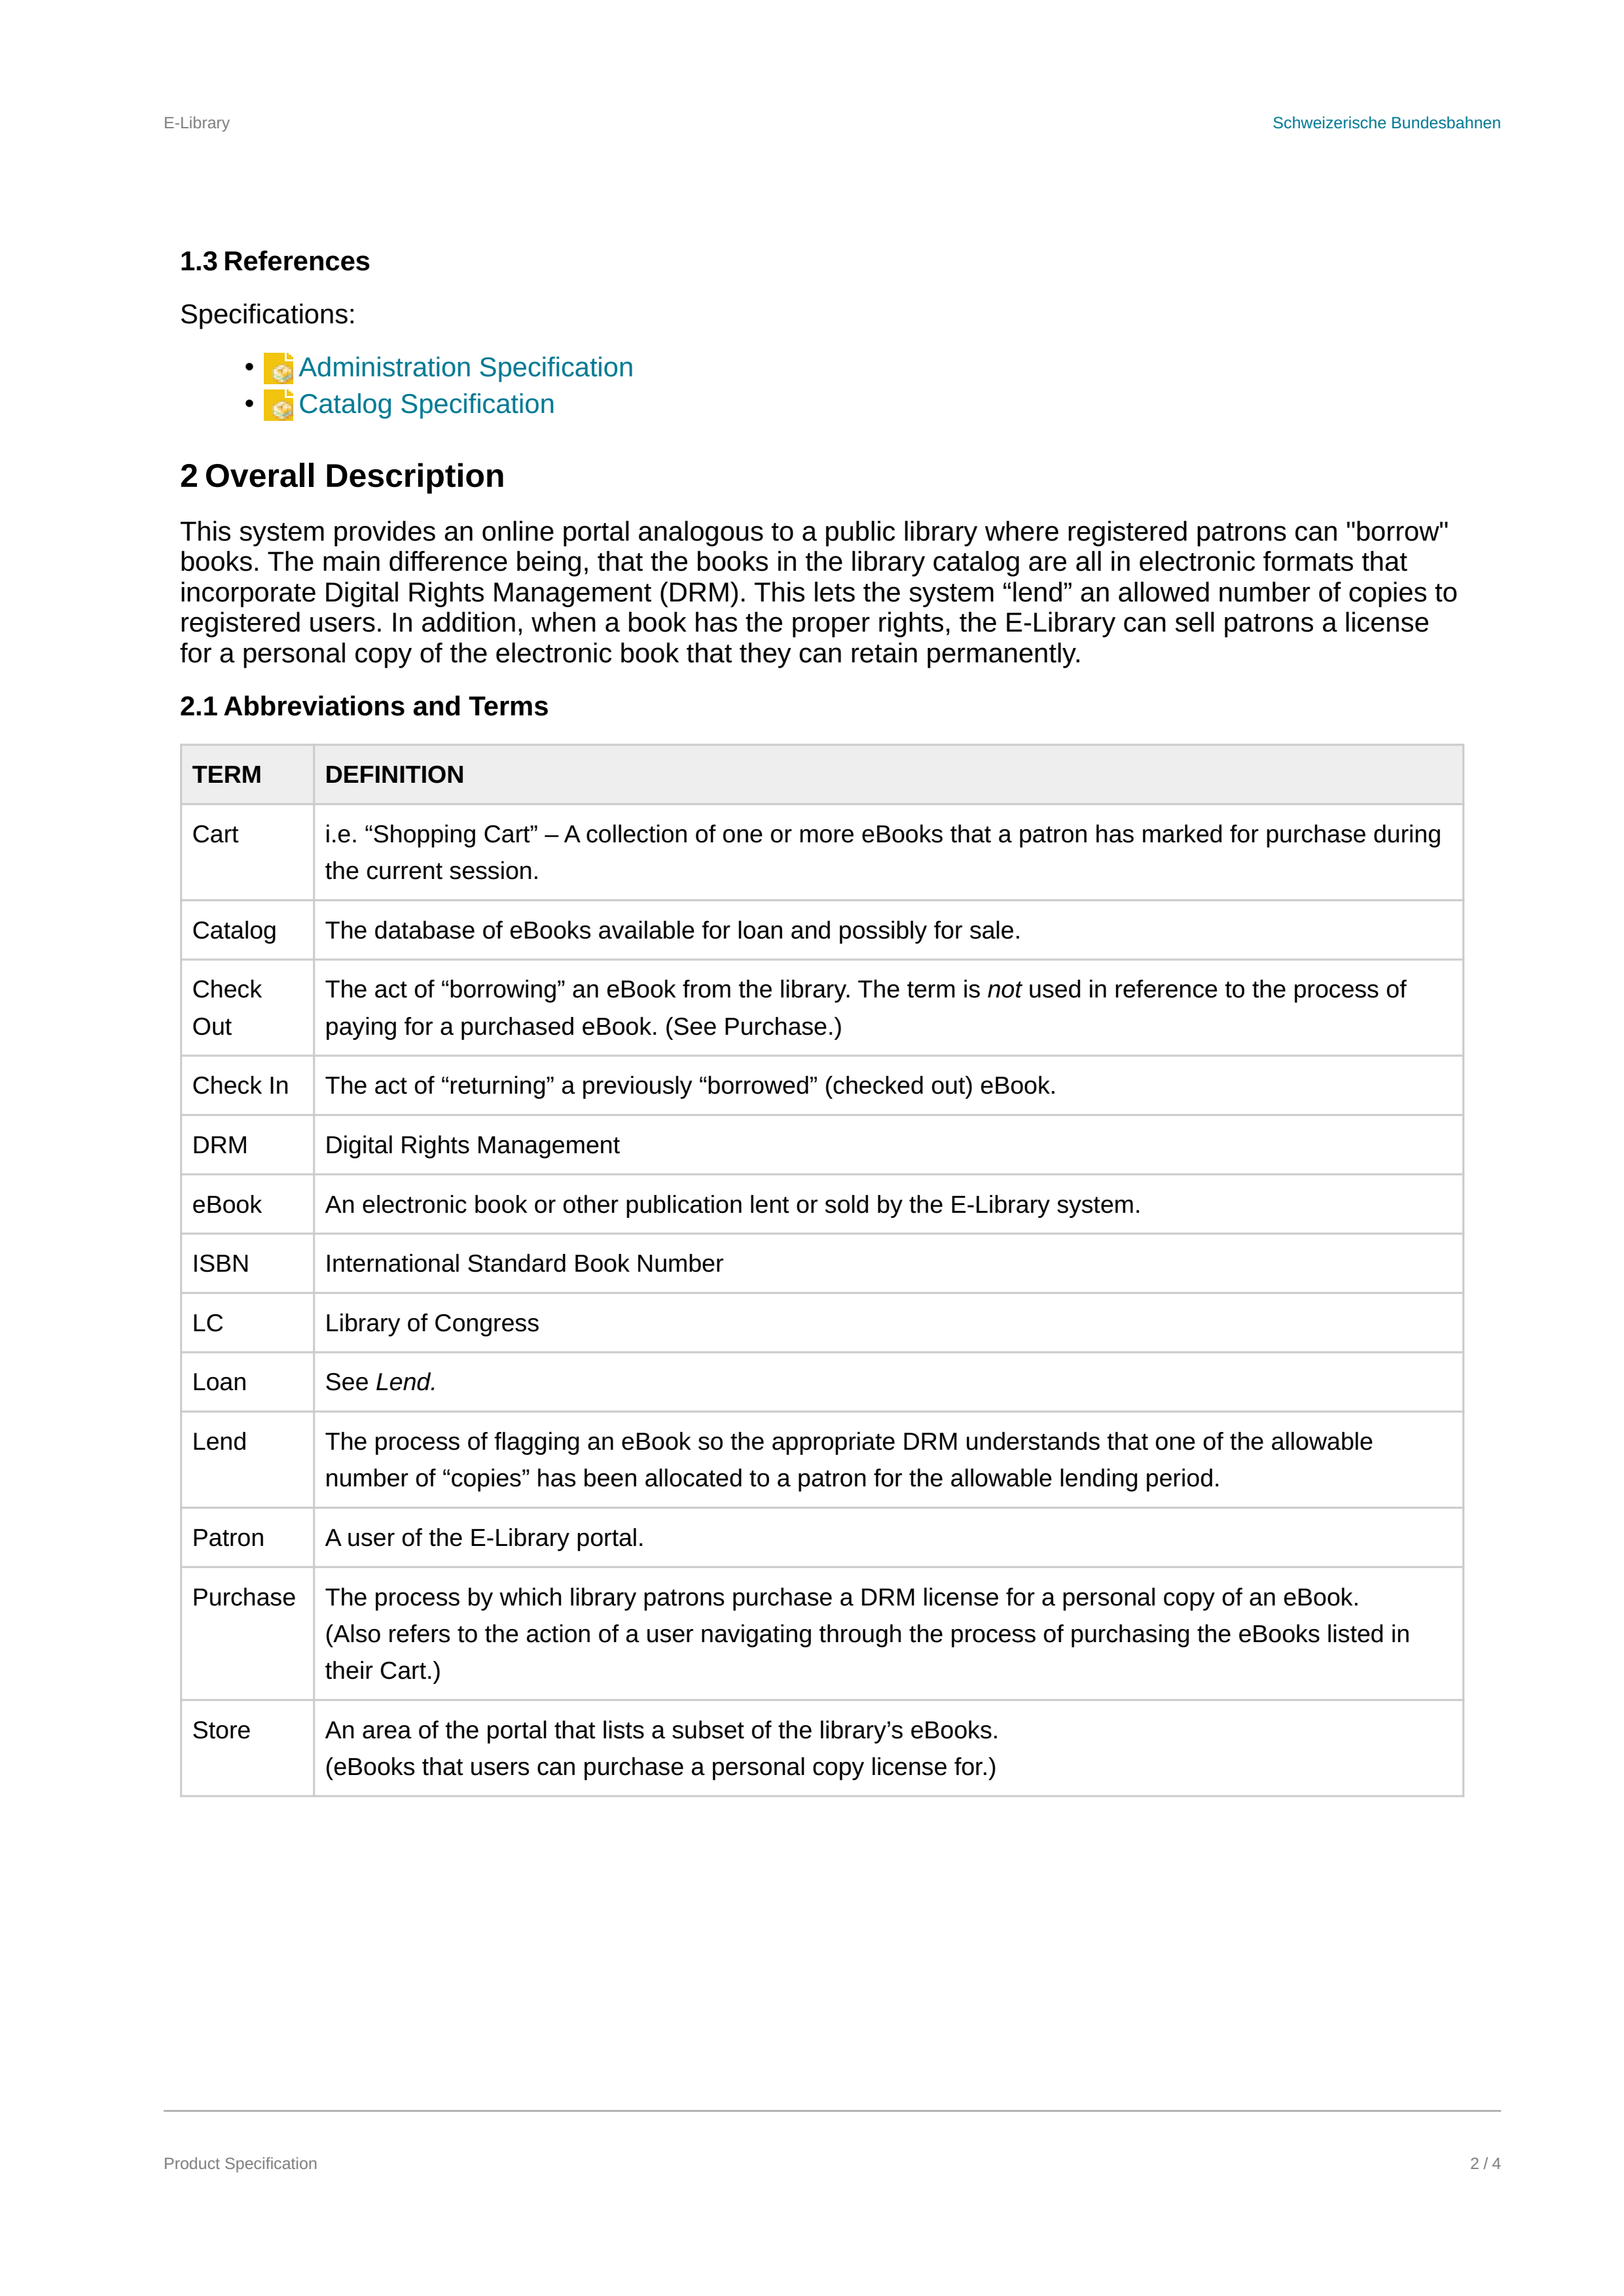 E-Library
Schweizerische Bundesbahnen
1.3 References
Specifications:
• Administration Specification
• Catalog Specification
2 Overall Description
This system provides an online portal analogous to a public library where registered patrons can "borrow"
books. The main difference being, that the books in the library catalog are all in electronic formats that
incorporate Digital Rights Management (DRM). This lets the system “lend” an allowed number of copies to
registered users. In addition, when a book has the proper rights, the E-Library can sell patrons a license
for a personal copy of the electronic book that they can retain permanently.
2.1 Abbreviations and Terms
TERM DEFINITION
Cart i.e. “Shopping Cart” – A collection of one or more eBooks that a patron has marked for purchase during
the current session.
Catalog The database of eBooks available for loan and possibly for sale.
Check The act of “borrowing” an eBook from the library. The term is not used in reference to the process of
Out paying for a purchased eBook. (See Purchase.)
Check In The act of “returning” a previously “borrowed” (checked out) eBook.
DRM Digital Rights Management
eBook An electronic book or other publication lent or sold by the E-Library system.
ISBN International Standard Book Number
LC Library of Congress
Loan See Lend.
Lend The process of flagging an eBook so the appropriate DRM understands that one of the allowable
number of “copies” has been allocated to a patron for the allowable lending period.
Patron A user of the E-Library portal.
Purchase The process by which library patrons purchase a DRM license for a personal copy of an eBook.
(Also refers to the action of a user navigating through the process of purchasing the eBooks listed in
their Cart.)
Store An area of the portal that lists a subset of the library’s eBooks.
(eBooks that users can purchase a personal copy license for.)
Product Specification
2 / 4